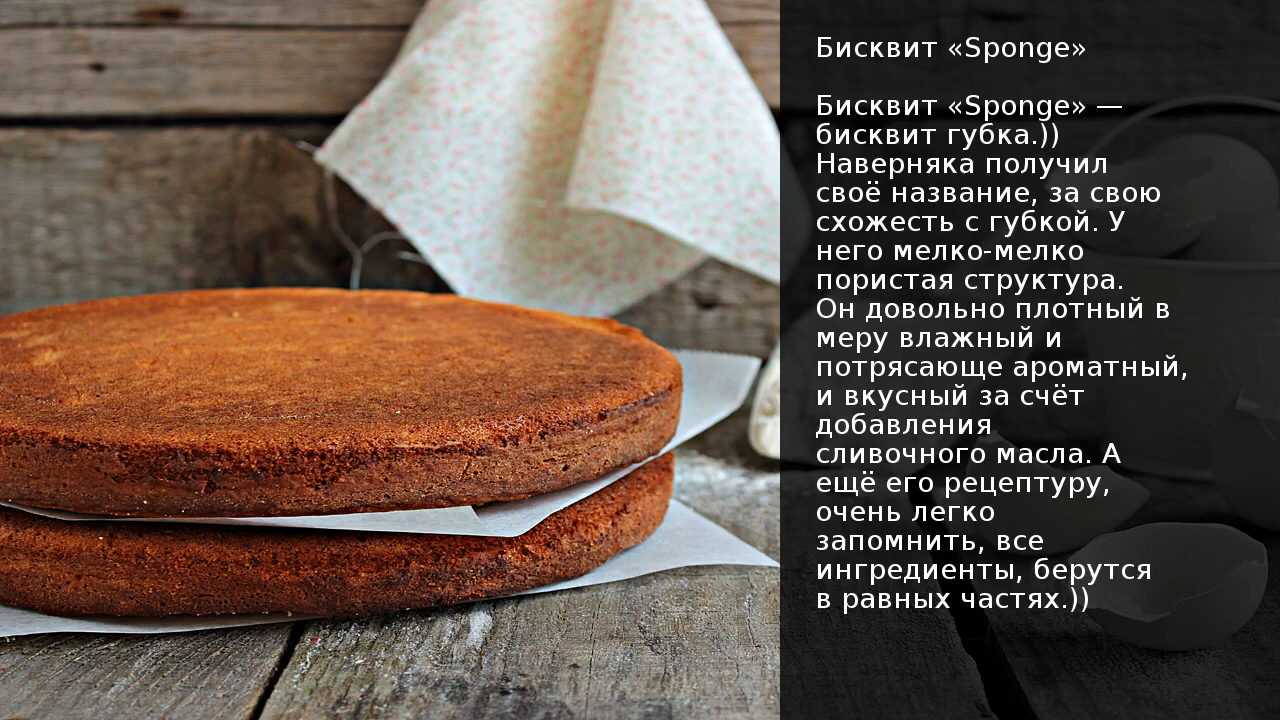 Бисквит «Sponge»
Бисквит «Sponge» —
бисквит губка.))
Наверняка получил
своё название, за свою
схожесть с губкой. У
него мелко-мелко
пористая структура.
Он довольно плотный в
меру влажный и
потрясающе ароматный,
и вкусный за счёт
добавления
сливочного масла. А
ещё его рецептуру,
очень легко
запомнить, все
ингредиенты, берутся
в равных частях.))